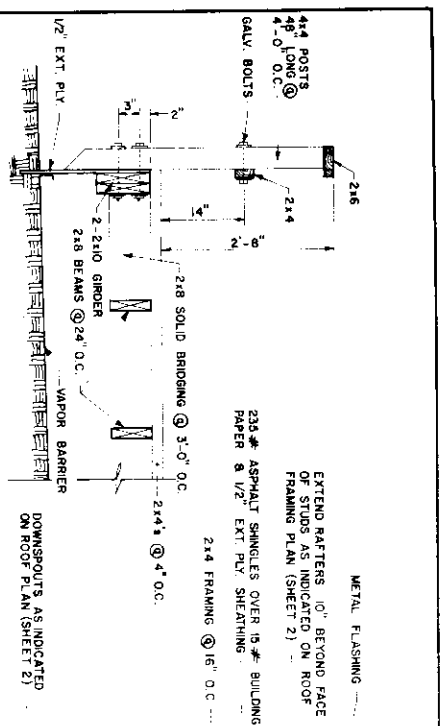 METAL FLASHING
EXTEND RAFTERS 10" BEYOND FACE
OF STUDS AS INDICATED ON ROOF
FRAMING PLAN (SHEET 2)
235# ASPHALT SHINGLES OVER 15# BUILDING
PAPER & 1/2" EXT. PLY. SHEATHING
2x4 FRAMING @ 16" O.C.
DOWNSPOUTS AS INDICATED
ON ROOF PLAN (SHEET 2)
2x6
2x4
2'-8"
14"
4x4 POSTS
48" LONG @
4'-0" O.C.
GALV. BOLTS
2"
3"
1/2" EXT. PLY.
2x4's @ 4" O.C.
2x8 SOLID BRIDGING @ 3'-0" O.C.
2-2x10 GIRDER
2x8 BEAMS @ 24" O.C.
VAPOR BARRIER